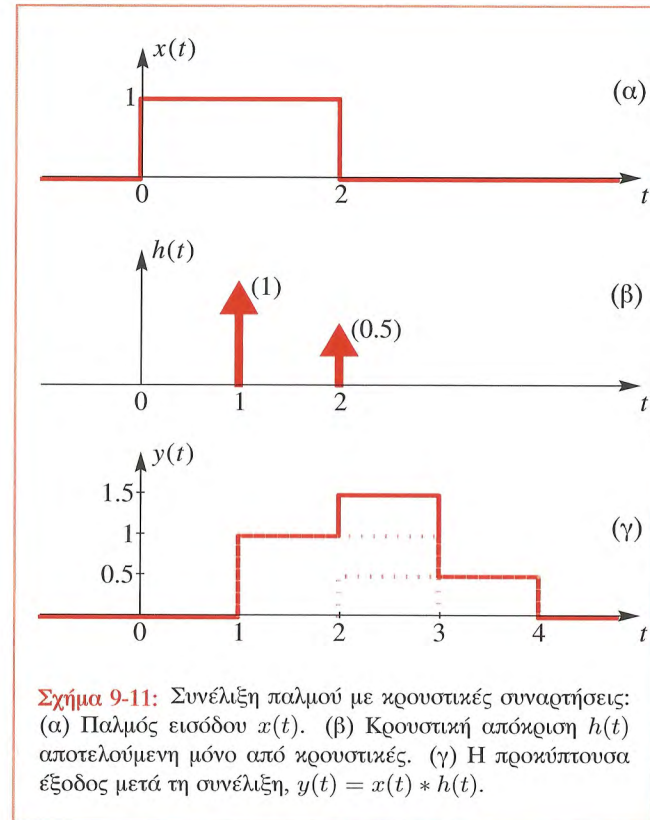 x(t)
(α)
1
0 2 t
h(t)
(1)
(β)
(0.5)
0 1 2 t
y(t)
1.5
1
(γ)
0.5
0 1 2 3 4 t
Σχήμα 9-11: Συνέλιξη παλμού με κρουστικές συναρτήσεις:
(α) Παλμός εισόδου x(t). (β) Κρουστική απόκριση h(t)
αποτελούμενη μόνο από κρουστικές. (γ) Η προκύπτουσα
έξοδος μετά τη συνέλιξη, y(t) = x(t) ∗ h(t).